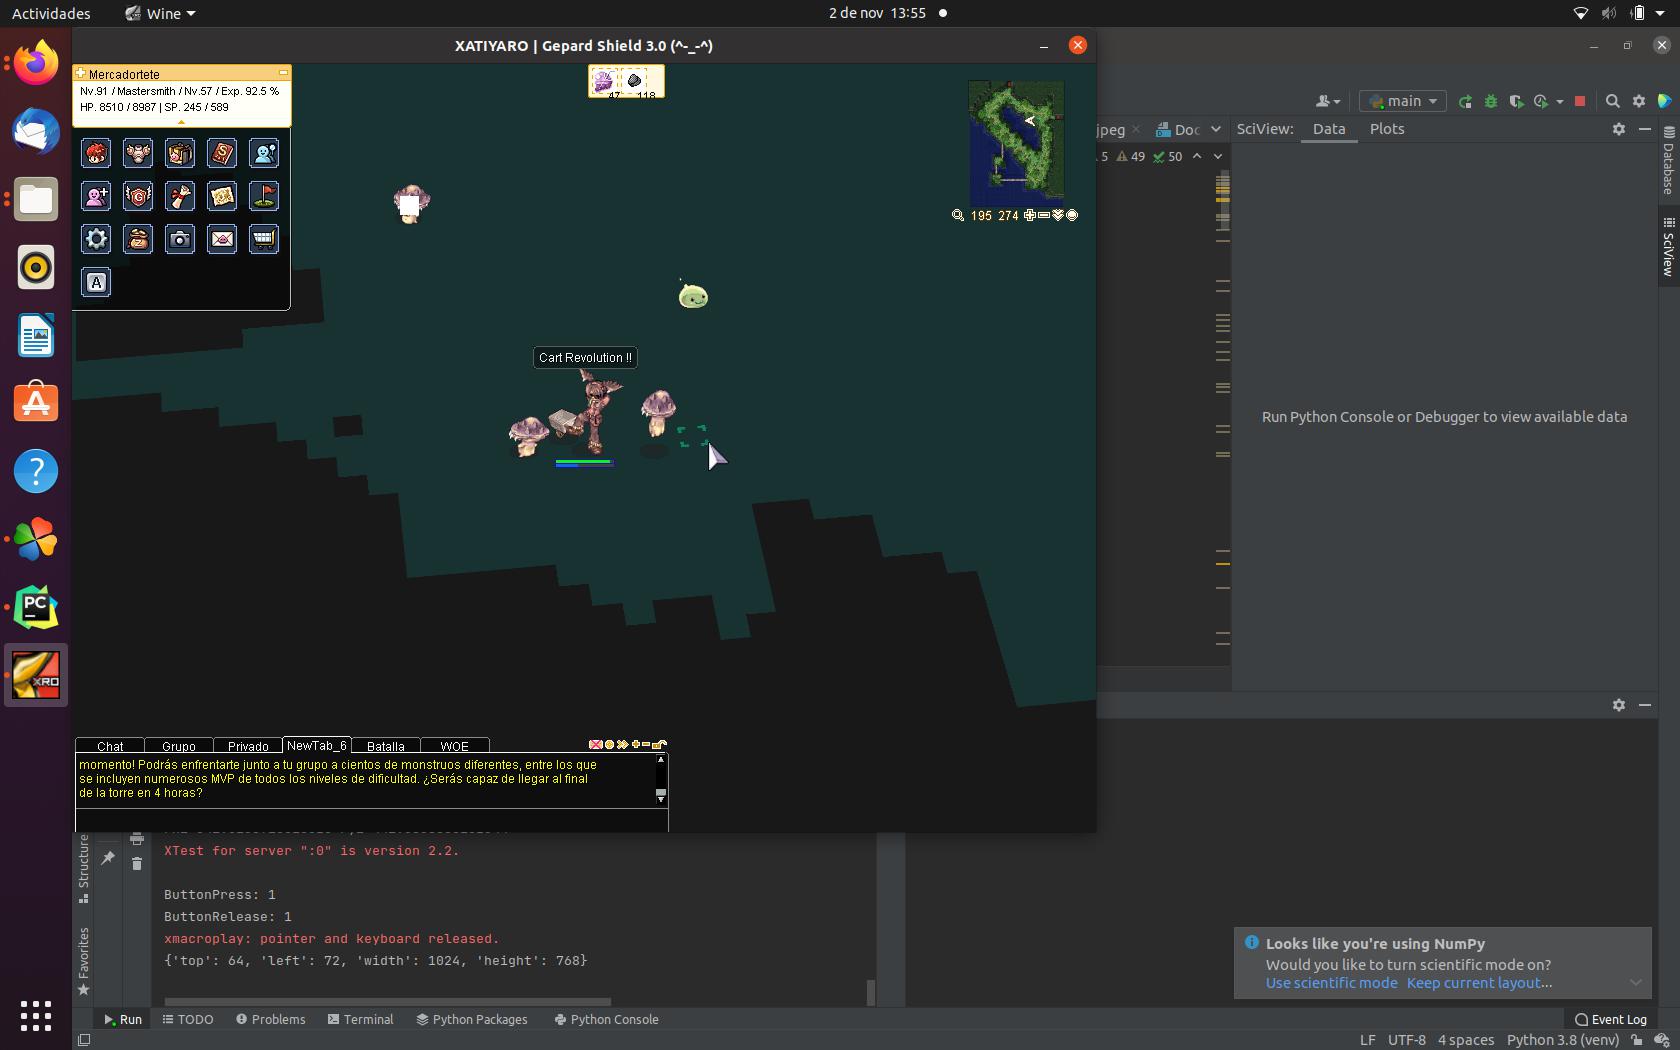 Actividades
Wine
2 de nov 13:55
XATIYARO | Gepard Shield 3.0 (^-_-^)
Mercadortete
Nv.91 / Mastersmith / Nv.57 / Exp. 92.5 %
HP. 8510 / 8987 | SP. 245 / 589
47
118
195 274
Cart Revolution !!
main
jpeg
Doc
SciView:
Data
Plots
5
49
50
Database
SciView
Run Python Console or Debugger to view available data
XRO
Chat
Grupo
Privado
NewTab_6
Batalla
WOE
momento! Podrás enfrentarte junto a tu grupo a cientos de monstruos diferentes, entre los que
se incluyen numerosos MVP de todos los niveles de dificultad. ¿Serás capaz de llegar al final
de la torre en 4 horas?
XTest for server ":0" is version 2.2.
ButtonPress: 1
ButtonRelease: 1
xmacroplay: pointer and keyboard released.
{'top': 64, 'left': 72, 'width': 1024, 'height': 768}
Structure
Favorites
Looks like you're using NumPy
Would you like to turn scientific mode on?
Use scientific mode Keep current layout...
Run
TODO
Problems
Terminal
Python Packages
Python Console
Event Log
LF
UTF-8
4 spaces
Python 3.8 (venv)